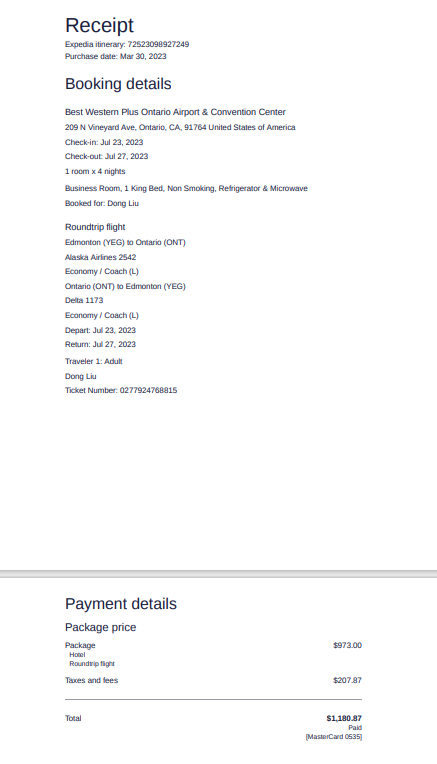 Receipt
Expedia itinerary: 72523098927249
Purchase date: Mar 30, 2023
Booking details
Best Western Plus Ontario Airport & Convention Center
209 N Vineyard Ave, Ontario, CA, 91764 United States of America
Check-in: Jul 23, 2023
Check-out: Jul 27, 2023
1 room x 4 nights
Business Room, 1 King Bed, Non Smoking, Refrigerator & Microwave
Booked for: Dong Liu
Roundtrip flight
Edmonton (YEG) to Ontario (ONT)
Alaska Airlines 2542
Economy / Coach (L)
Ontario (ONT) to Edmonton (YEG)
Delta 1173
Economy / Coach (L)
Depart: Jul 23, 2023
Return: Jul 27, 2023
Traveler 1: Adult
Dong Liu
Ticket Number: 0277924768815
Payment details
Package price
Package $973.00
Hotel
Roundtrip flight
Taxes and fees $207.87
Total $1,180.87
Paid
[MasterCard 0535]